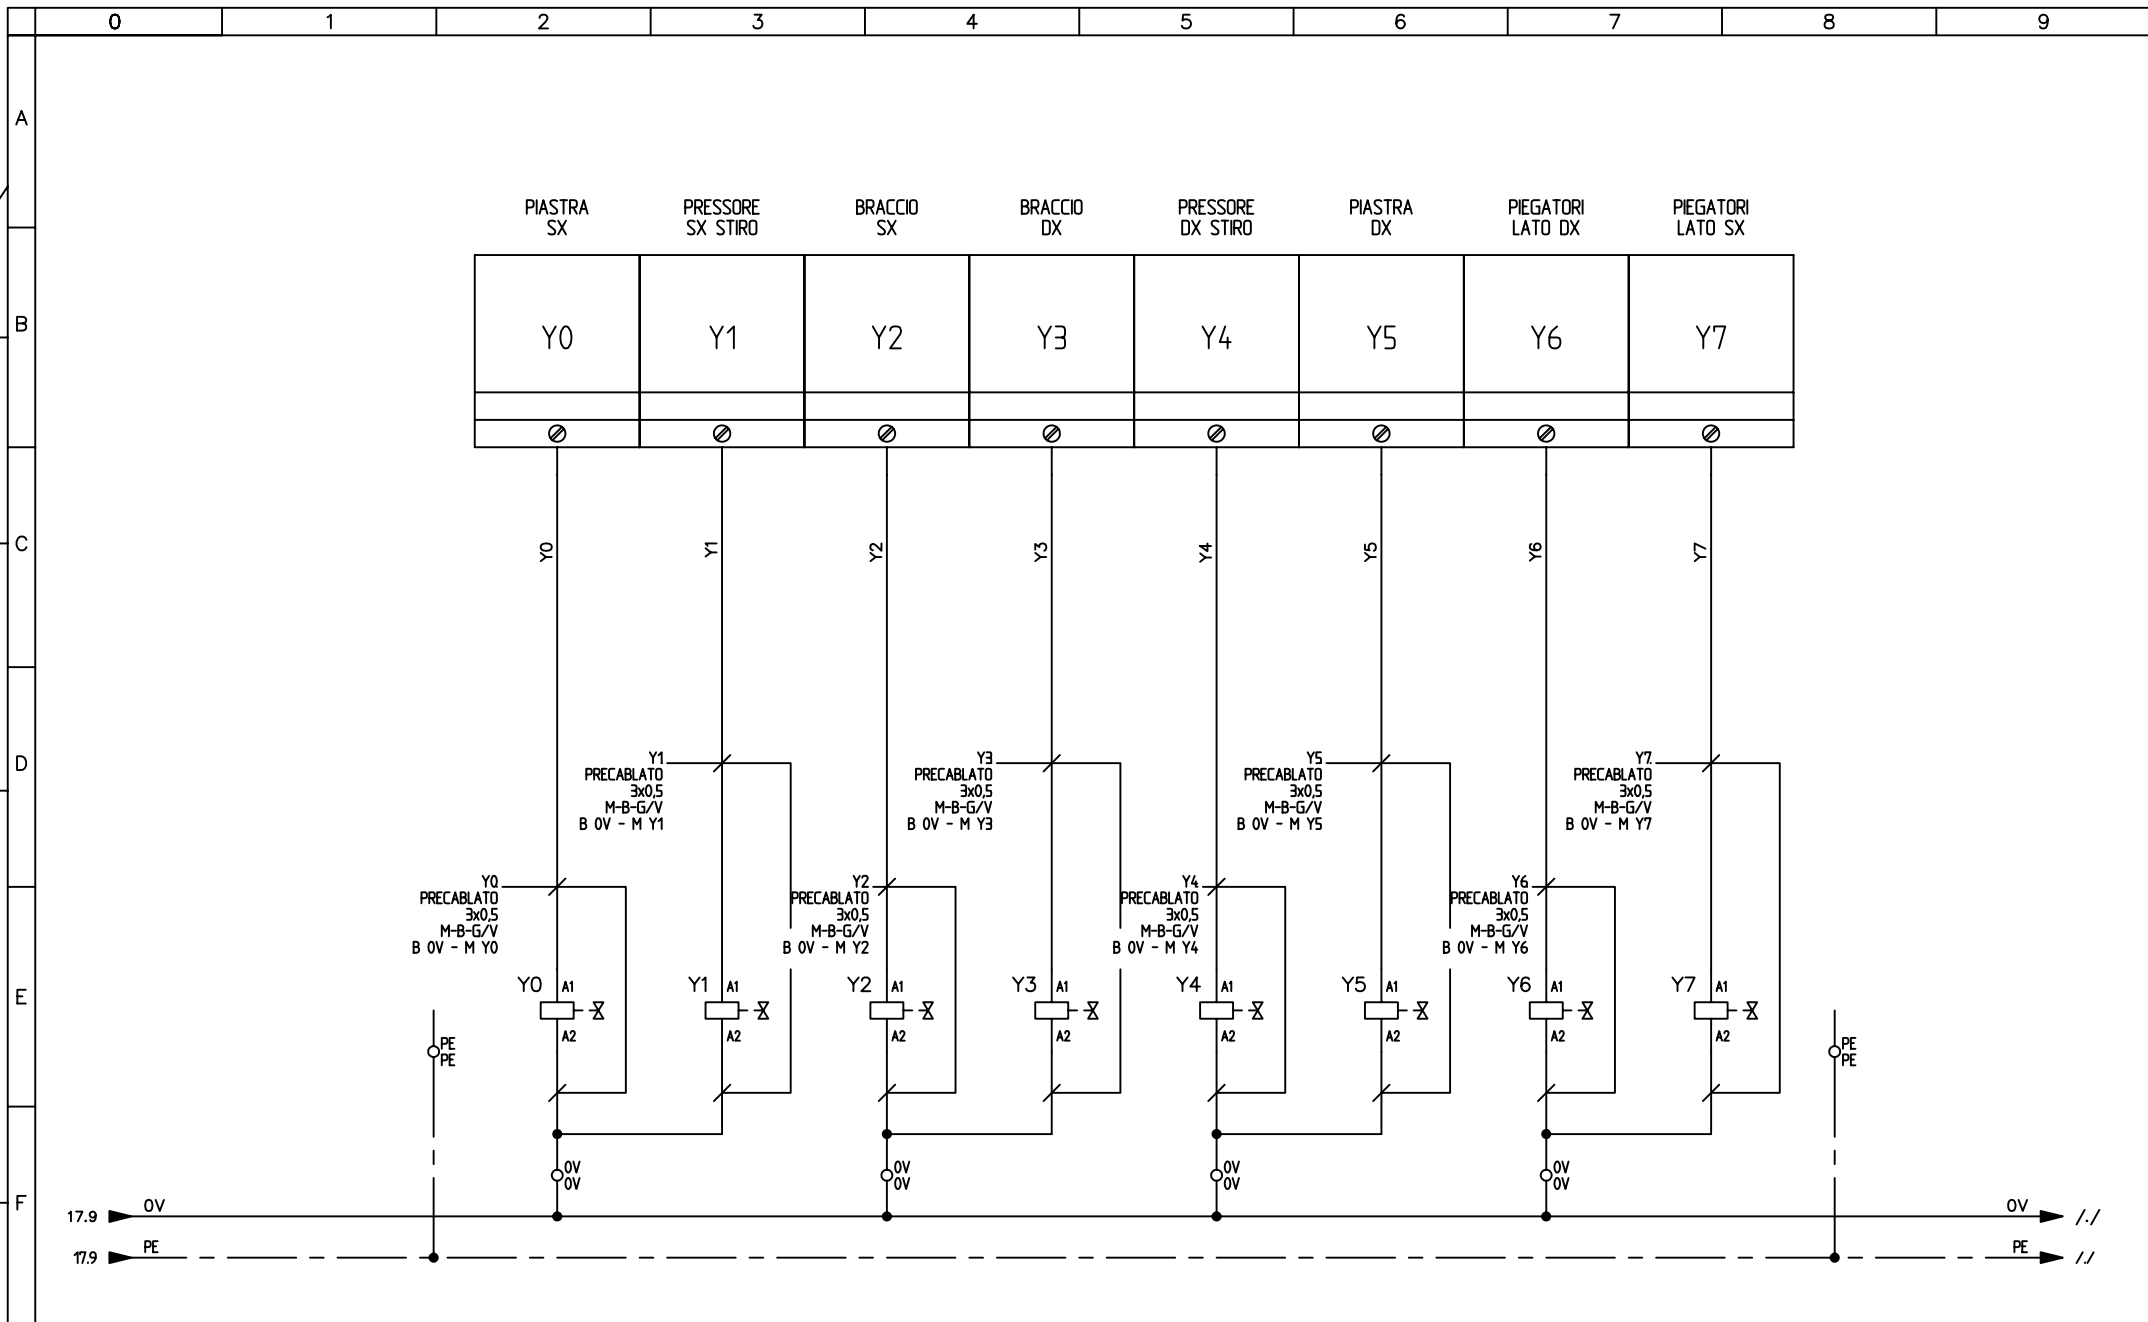 0 1 2 3 4 5 6 7 8 9
A
PIASTRA PRESSORE BRACCIO BRACCIO PRESSORE PIASTRA PIEGATORI PIEGATORI
SX SX STIRO SX DX DX STIRO DX LATO DX LATO SX
B
Y0 Y1 Y2 Y3 Y4 Y5 Y6 Y7
C
Y0 Y1 Y2 Y3 Y4 Y5 Y6 Y7
D
Y1 Y3 Y5 Y7
PRECABLATO PRECABLATO PRECABLATO PRECABLATO
3x0,5 3x0,5 3x0,5 3x0,5
M-B-G/V M-B-G/V M-B-G/V M-B-G/V
B 0V - M Y1 B 0V - M Y3 B 0V - M Y5 B 0V - M Y7
Y0 Y2 Y4 Y6
PRECABLATO PRECABLATO PRECABLATO PRECABLATO
3x0,5 3x0,5 3x0,5 3x0,5
M-B-G/V M-B-G/V M-B-G/V M-B-G/V
B 0V - M Y0 B 0V - M Y2 B 0V - M Y4 B 0V - M Y6
E
Y0 A1 Y1 A1 Y2 A1 Y3 A1 Y4 A1 Y5 A1 Y6 A1 Y7 A1
A2 A2 A2 A2 A2 A2 A2 A2
PE PE
PE PE
0V 0V 0V 0V
0V 0V 0V 0V
F
17.9 0V 0V /./
17.9 PE PE /./